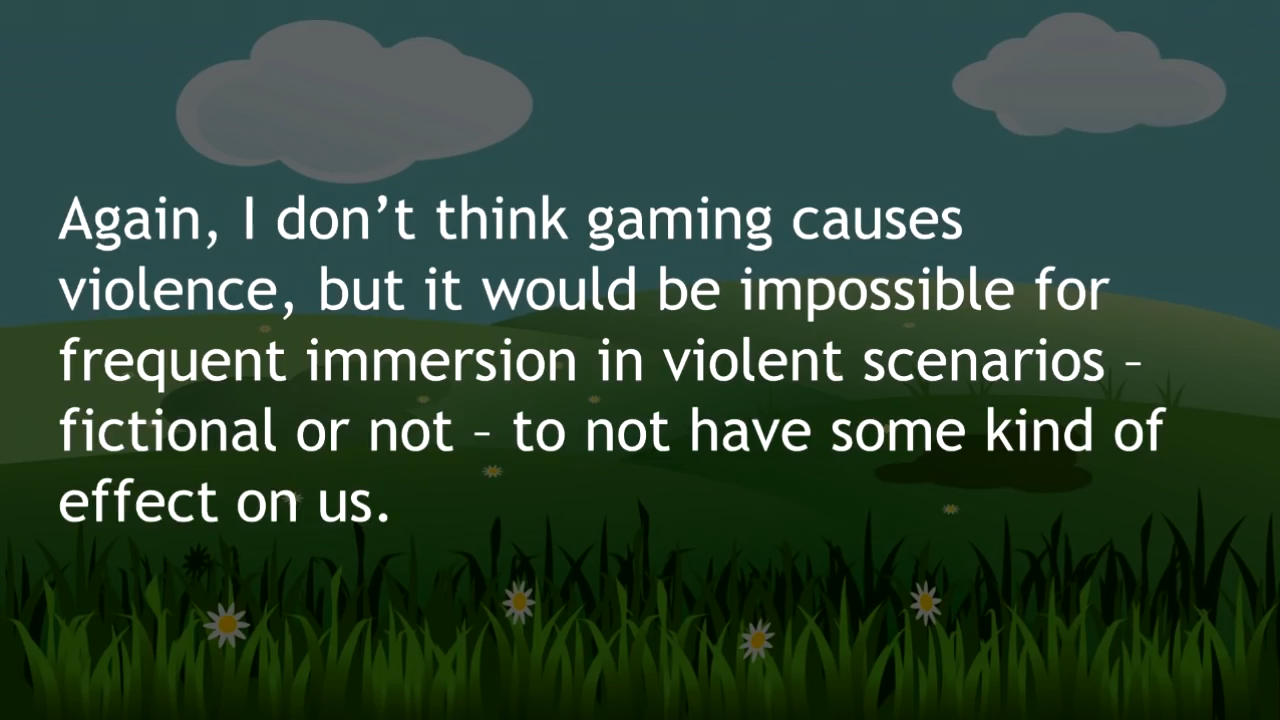 Again, I don’t think gaming causes
violence, but it would be impossible for
frequent immersion in violent scenarios –
fictional or not – to not have some kind of
effect on us.